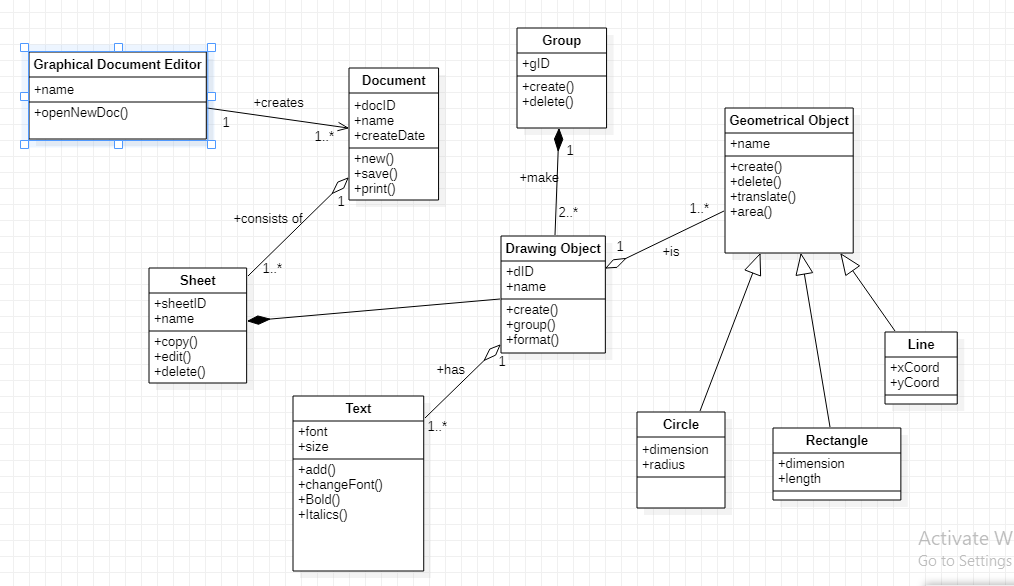 Graphical Document Editor
+name
+openNewDoc()
+creates
1
1..*
Document
+docID
+name
+createDate
+new()
+save()
+print()
1
+consists of
1..*
Sheet
+sheetID
+name
+copy()
+edit()
+delete()
Group
+gID
+create()
+delete()
1
+make
2..*
Drawing Object
+dID
+name
+create()
+group()
+format()
1
+is
1..*
Geometrical Object
+name
+create()
+delete()
+translate()
+area()
1
+has
1..*
Text
+font
+size
+add()
+changeFont()
+Bold()
+Italics()
Circle
+dimension
+radius
Rectangle
+dimension
+length
Line
+xCoord
+yCoord
Activate W
Go to Settings